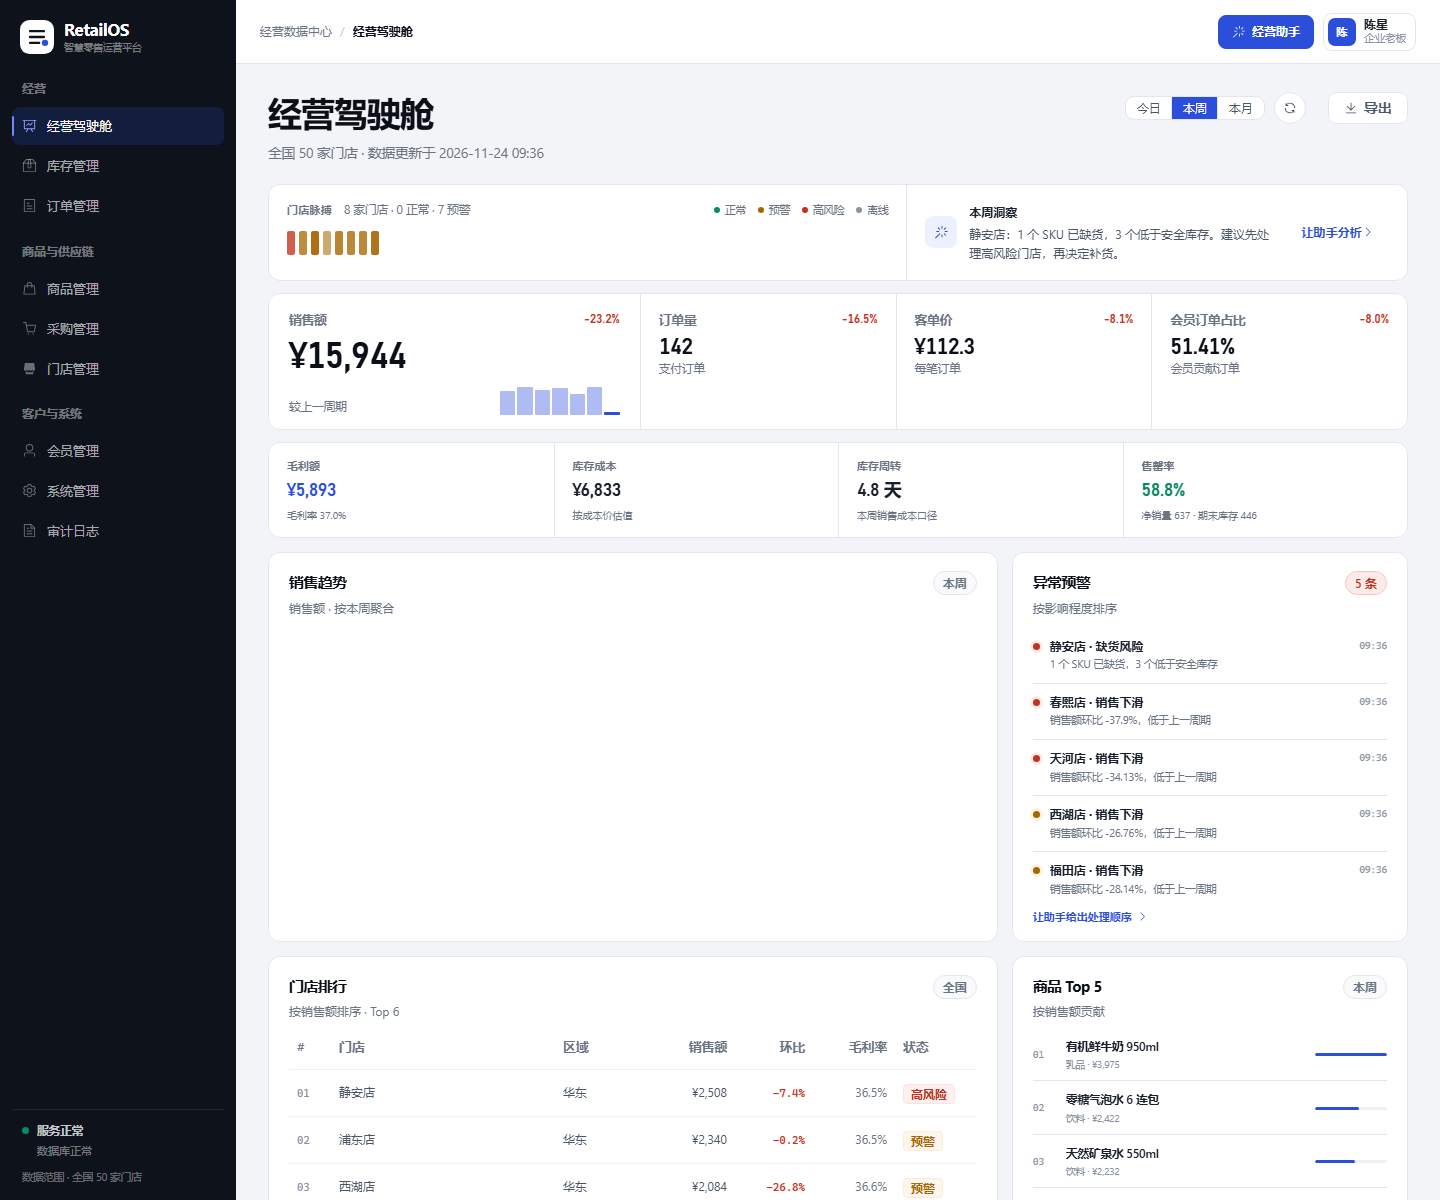 RetailOS
智慧零售运营平台
经营
经营驾驶舱
库存管理
订单管理
商品与供应链
商品管理
采购管理
门店管理
客户与系统
会员管理
系统管理
审计日志
服务正常
数据库正常
数据范围 · 全国 50 家门店
经营数据中心 / 经营驾驶舱
经营助手
陈
陈星
企业老板
经营驾驶舱
全国 50 家门店 · 数据更新于 2026-11-24 09:36
今日 本周 本月
导出
门店脉搏 8 家门店 · 0 正常 · 7 预警
正常 预警 高风险 离线
本周洞察
静安店：1 个 SKU 已缺货，3 个低于安全库存。建议先处
理高风险门店，再决定补货。
让助手分析
销售额 -23.2%
¥15,944
较上一周期
订单量 -16.5%
142
支付订单
客单价 -8.1%
¥112.3
每笔订单
会员订单占比 -8.0%
51.41%
会员贡献订单
毛利额
¥5,893
毛利率 37.0%
库存成本
¥6,833
按成本价估值
库存周转
4.8 天
本周销售成本口径
售罄率
58.8%
净销量 637 · 期末库存 446
销售趋势 本周
销售额 · 按本周聚合
异常预警 5 条
按影响程度排序
静安店 · 缺货风险 09:36
1 个 SKU 已缺货，3 个低于安全库存
春熙店 · 销售下滑 09:36
销售额环比 -37.9%，低于上一周期
天河店 · 销售下滑 09:36
销售额环比 -34.13%，低于上一周期
西湖店 · 销售下滑 09:36
销售额环比 -26.76%，低于上一周期
福田店 · 销售下滑 09:36
销售额环比 -28.14%，低于上一周期
让助手给出处理顺序
门店排行 全国
按销售额排序 · Top 6
# 门店 区域 销售额 环比 毛利率 状态
01 静安店 华东 ¥2,508 -7.4% 36.5% 高风险
02 浦东店 华东 ¥2,340 -0.2% 36.5% 预警
03 西湖店 华东 ¥2,084 -26.8% 36.6% 预警
商品 Top 5 本周
按销售额贡献
01 有机鲜牛奶 950ml
乳品 · ¥3,975
02 零糖气泡水 6 连包
饮料 · ¥2,422
03 天然矿泉水 550ml
饮料 · ¥2,232